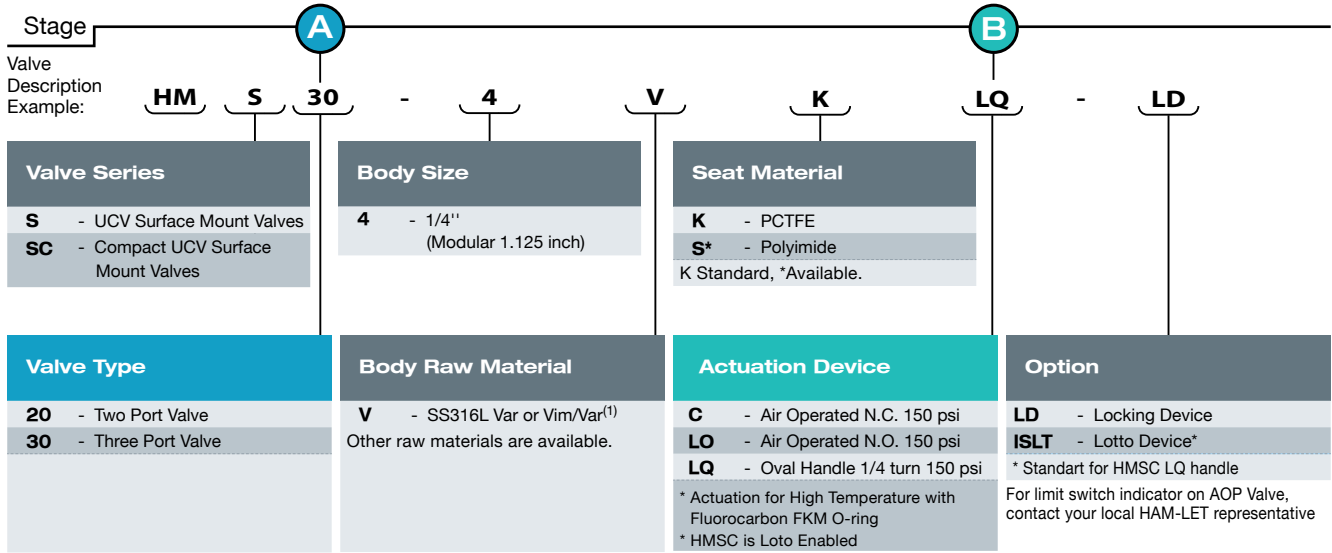 Stage
A
B
Valve
Description
Example:
HM S 30 - 4 V K LQ - LD
Valve Series
S - UCV Surface Mount Valves
SC - Compact UCV Surface
Mount Valves
Body Size
4 - 1/4''
(Modular 1.125 inch)
Seat Material
K - PCTFE
S* - Polyimide
K Standard, *Available.
Valve Type
20 - Two Port Valve
30 - Three Port Valve
Body Raw Material
V - SS316L Var or Vim/Var(1)
Other raw materials are available.
Actuation Device
C - Air Operated N.C. 150 psi
LO - Air Operated N.O. 150 psi
LQ - Oval Handle 1/4 turn 150 psi
* Actuation for High Temperature with
Fluorocarbon FKM O-ring
* HMSC is Loto Enabled
Option
LD - Locking Device
ISLT - Lotto Device*
* Standart for HMSC LQ handle
For limit switch indicator on AOP Valve,
contact your local HAM-LET representative